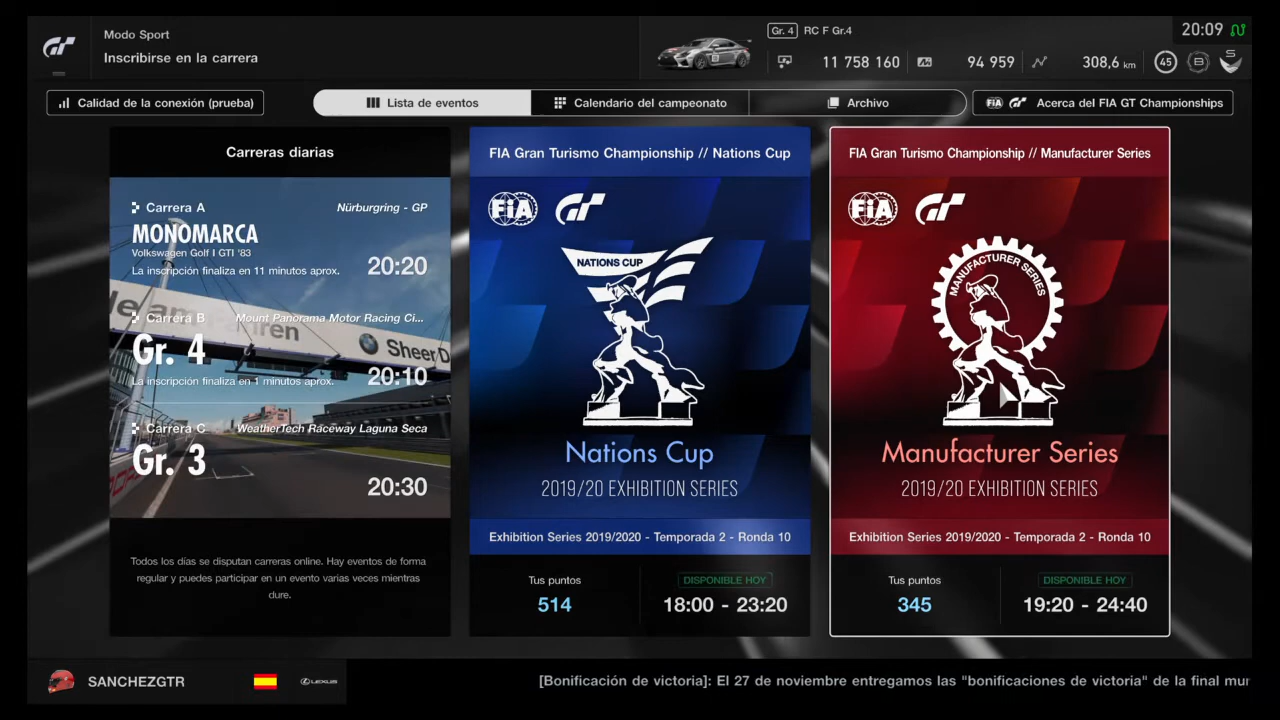 Modo Sport
Inscribirse en la carrera
Gr. 4 RC F Gr.4
11 758 160
94 959
308,6 km
45
B
S
20:09
Calidad de la conexión (prueba)
Lista de eventos
Calendario del campeonato
Archivo
FIA GT Acerca del FIA GT Championships
Carreras diarias
Carrera A
Nürburgring - GP
MONOMARCA
Volkswagen Golf I GTI '83
La inscripción finaliza en 11 minutos aprox.
20:20
Carrera B
Mount Panorama Motor Racing Ci...
Gr. 4
La inscripción finaliza en 1 minutos aprox.
20:10
Carrera C
WeatherTech Raceway Laguna Seca
Gr. 3
20:30
Todos los días se disputan carreras online. Hay eventos de forma
regular y puedes participar en un evento varias veces mientras
dure.
FIA Gran Turismo Championship // Nations Cup
FIA GT
NATIONS CUP
Nations Cup
2019/20 EXHIBITION SERIES
Exhibition Series 2019/2020 - Temporada 2 - Ronda 10
Tus puntos
514
DISPONIBLE HOY
18:00 - 23:20
FIA Gran Turismo Championship // Manufacturer Series
FIA GT
MANUFACTURER SERIES
Manufacturer Series
2019/20 EXHIBITION SERIES
Exhibition Series 2019/2020 - Temporada 2 - Ronda 10
Tus puntos
345
DISPONIBLE HOY
19:20 - 24:40
SANCHEZGTR
LEXUS
[Bonificación de victoria]: El 27 de noviembre entregamos las "bonificaciones de victoria" de la final mun